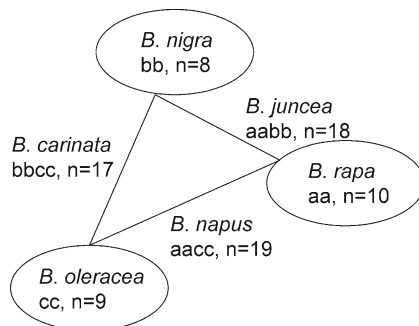 B. nigra
bb, n=8
B. juncea
aabb, n=18
B. carinata
bbcc, n=17
B. rapa
aa, n=10
B. napus
aacc, n=19
B. oleracea
cc, n=9